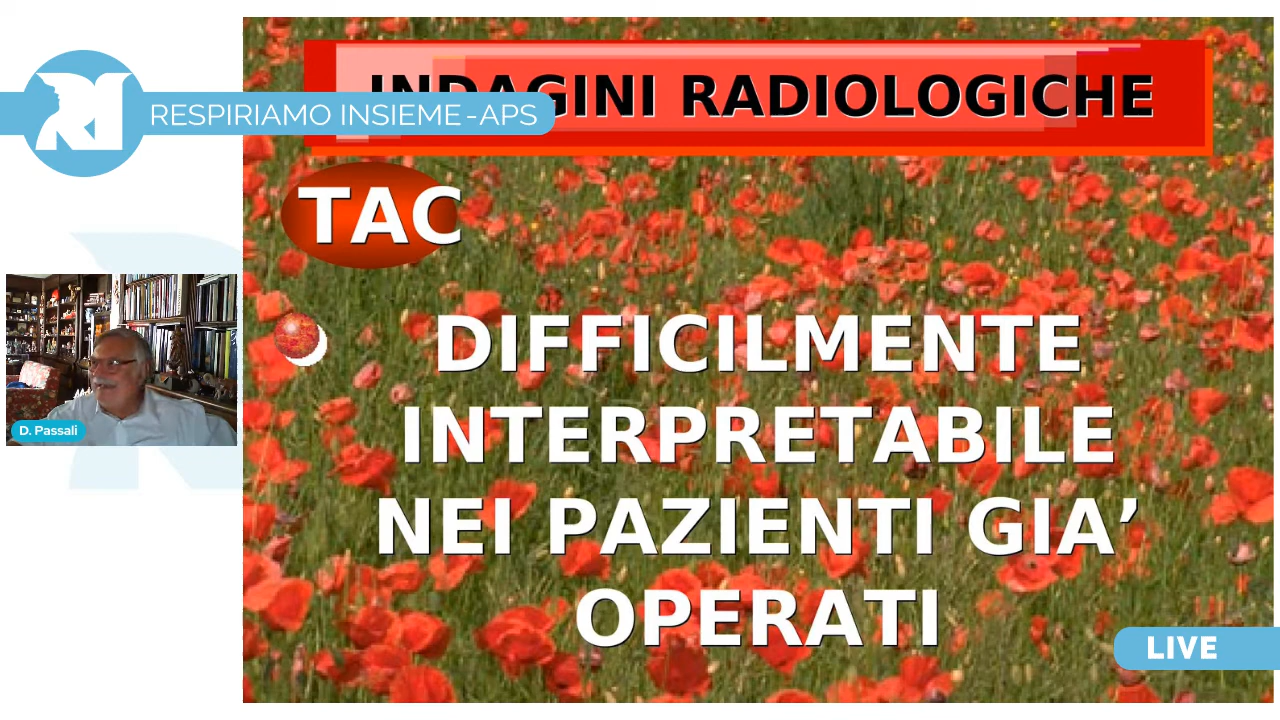 RESPIRIAMO INSIEME-APS
INDAGINI RADIOLOGICHE
TAC
DIFFICILMENTE
INTERPRETABILE
NEI PAZIENTI GIA’
OPERATI
D. Passali
LIVE